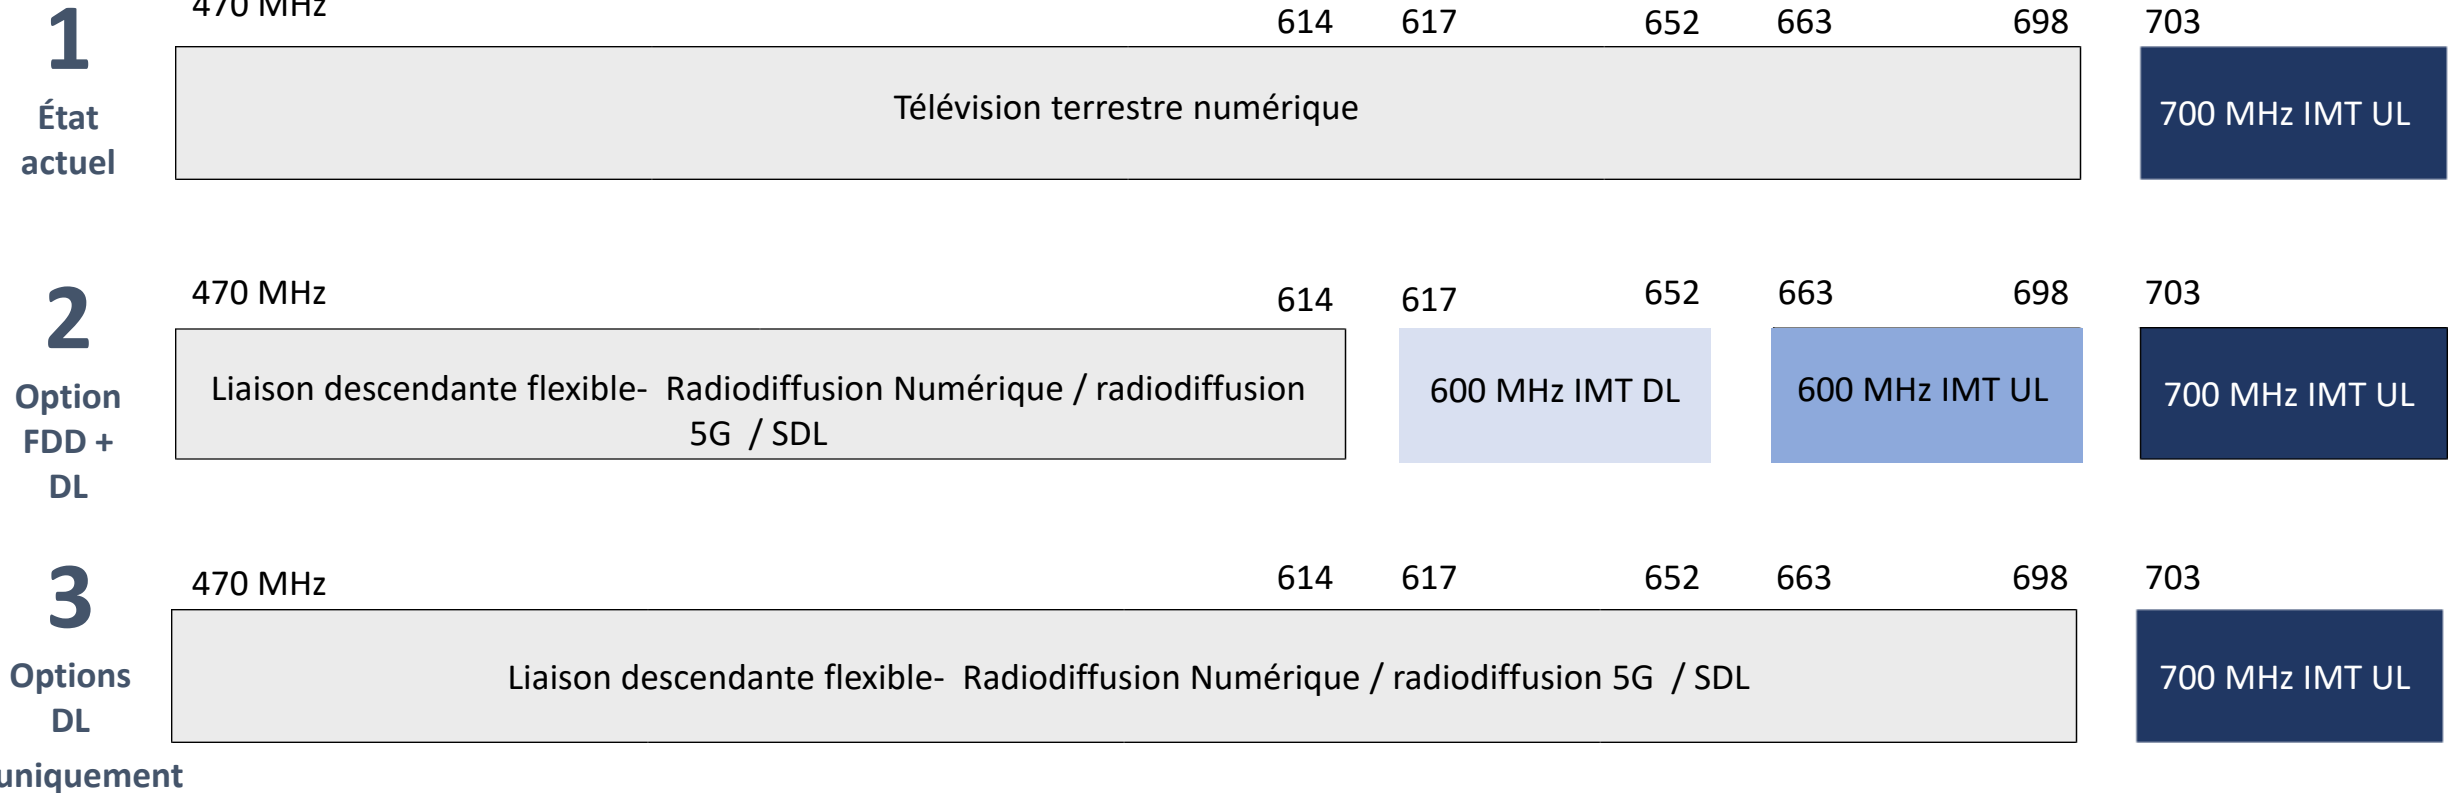 470 MHz 614 617 652 663 698 703
1
État
actuel
Télévision terrestre numérique
700 MHz IMT UL
470 MHz 614 617 652 663 698 703
2
Option
FDD +
DL
Liaison descendante flexible- Radiodiffusion Numérique / radiodiffusion
5G / SDL
600 MHz IMT DL
600 MHz IMT UL
700 MHz IMT UL
470 MHz 614 617 652 663 698 703
3
Options
DL
uniquement
Liaison descendante flexible- Radiodiffusion Numérique / radiodiffusion 5G / SDL
700 MHz IMT UL